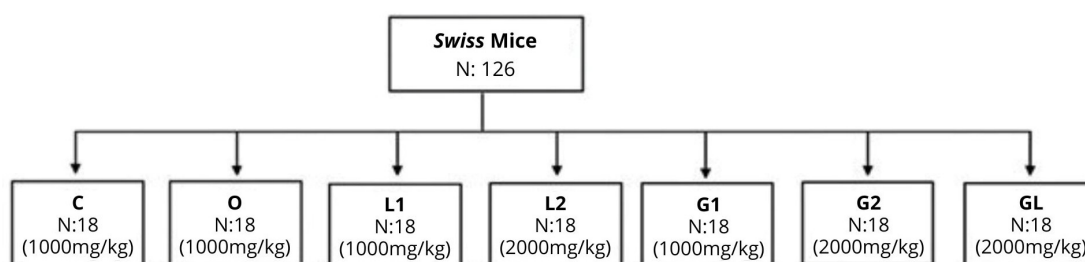 Swiss Mice
N: 126
C
N:18
(1000mg/kg)
O
N:18
(1000mg/kg)
L1
N:18
(1000mg/kg)
L2
N:18
(2000mg/kg)
G1
N:18
(1000mg/kg)
G2
N:18
(2000mg/kg)
GL
N:18
(2000mg/kg)